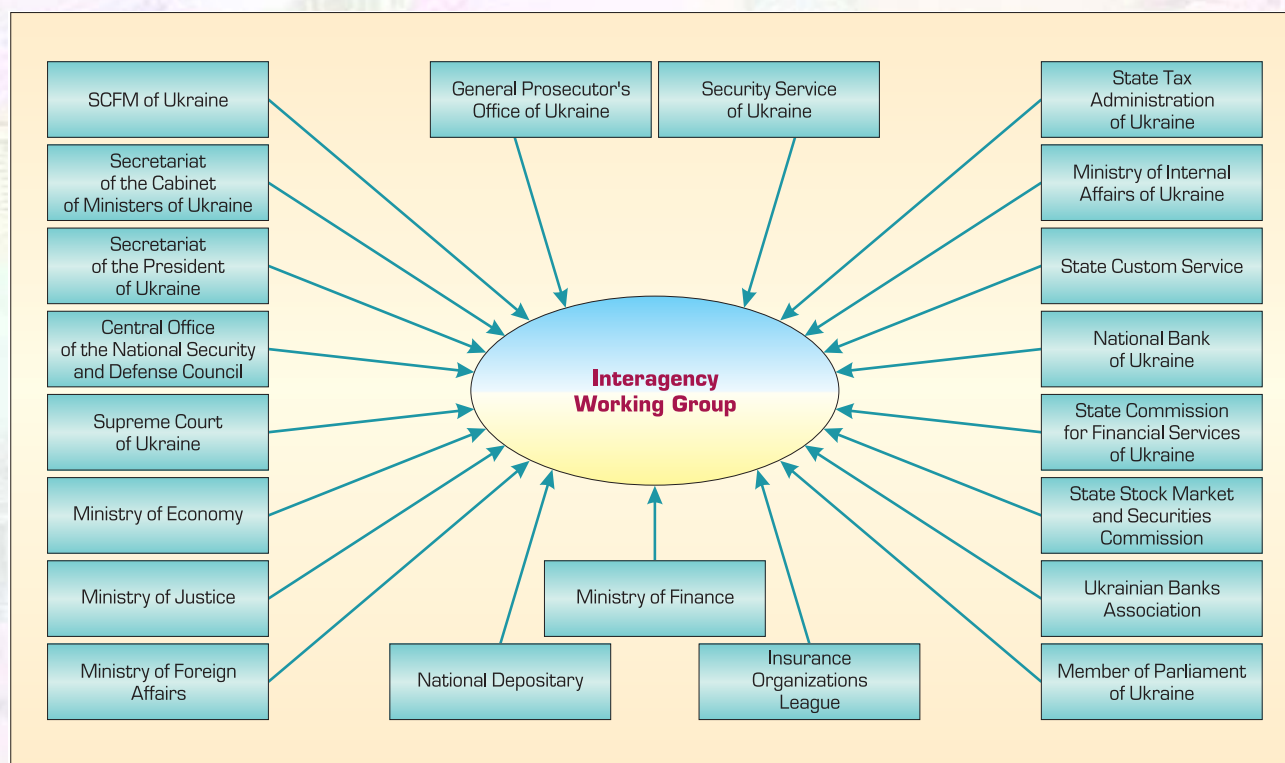 SCFM of Ukraine
Secretariat
of the Cabinet
of Ministers of Ukraine
Secretariat
of the President
of Ukraine
Central Office
of the National Security
and Defense Council
Supreme Court
of Ukraine
Ministry of Economy
Ministry of Justice
Ministry of Foreign
Affairs
General Prosecutor's
Office of Ukraine
Security Service
of Ukraine
Interagency
Working Group
Ministry of Finance
National Depositary
Insurance
Organizations
League
State Tax
Administration
of Ukraine
Ministry of Internal
Affairs of Ukraine
State Custom Service
National Bank
of Ukraine
State Commission
for Financial Services
of Ukraine
State Stock Market
and Securities
Commission
Ukrainian Banks
Association
Member of Parliament
of Ukraine